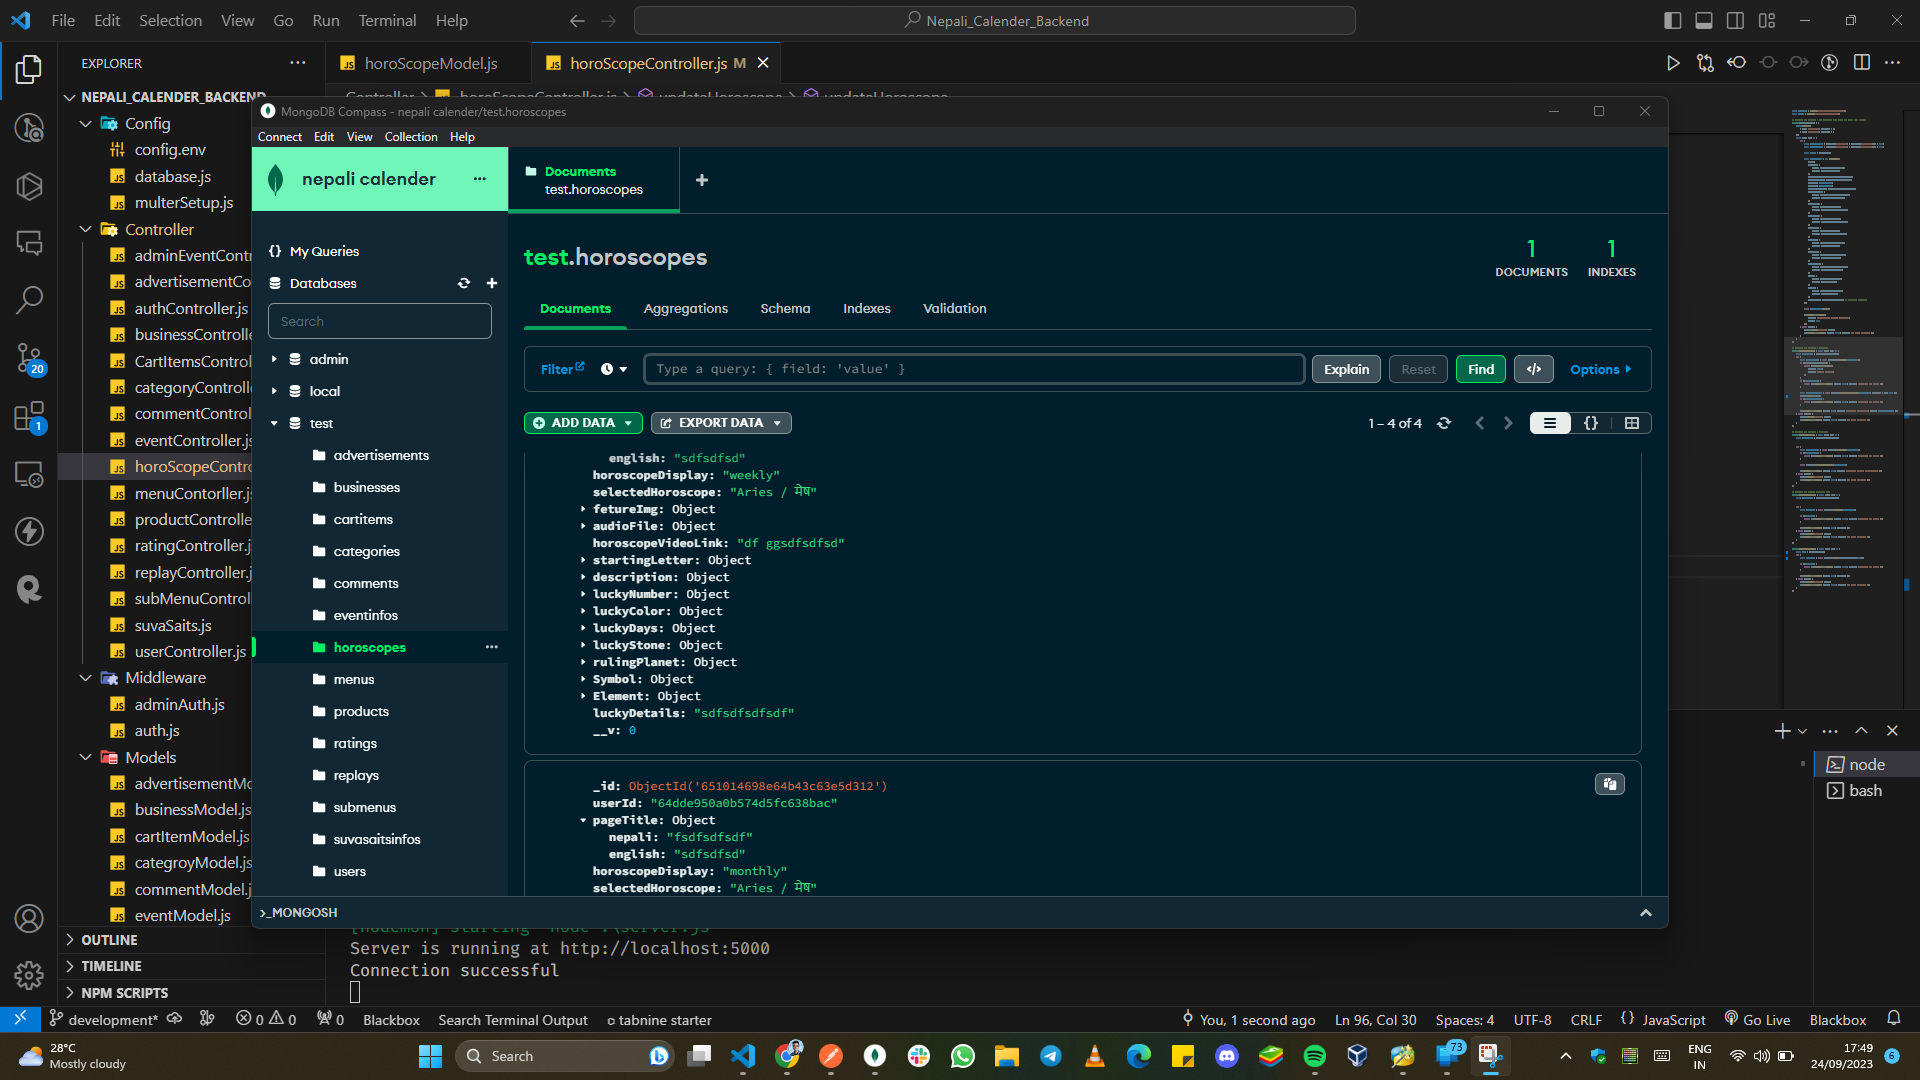 File Edit Selection View Go Run Terminal Help
Nepali_Calender_Backend
EXPLORER
horoScopeModel.js
horoScopeController.js M
NEPALI_CALENDER_BACKEND
Config
config.env
database.js
multerSetup.js
Controller
adminEventContr
advertisementCo
authController.js
businessControlle
CartItemsControl
categoryControlle
commentControl
eventController.js
horoScopeContro
menuContorller.js
productControlle
ratingController.js
replayController.j
subMenuControl
suvaSaits.js
userController.js
Middleware
adminAuth.js
auth.js
Models
advertisementMo
businessModel.js
cartItemModel.js
categroyModel.js
commentModel.j
eventModel.js
OUTLINE
TIMELINE
NPM SCRIPTS
MongoDB Compass - nepali calender/test.horoscopes
Connect Edit View Collection Help
nepali calender
Documents
test.horoscopes
My Queries
Databases
Search
admin
local
test
advertisements
businesses
cartitems
categories
comments
eventinfos
horoscopes
menus
products
ratings
replays
submenus
suvasaitsinfos
users
test.horoscopes
1
DOCUMENTS
1
INDEXES
Documents Aggregations Schema Indexes Validation
Filter
Type a query: { field: 'value' }
Explain Reset Find </> Options
ADD DATA EXPORT DATA
1 – 4 of 4
english: "sdfsdfsd"
horoscopeDisplay: "weekly"
selectedHoroscope: "Aries / मेष"
fetureImg: Object
audioFile: Object
horoscopeVideoLink: "df ggsdfsdfsd"
startingLetter: Object
description: Object
luckyNumber: Object
luckyColor: Object
luckyDays: Object
luckyStone: Object
rulingPlanet: Object
Symbol: Object
Element: Object
luckyDetails: "sdfsdfsdfsdf"
__v: 0
_id: ObjectId('651014698e64b43c63e5d312')
userId: "64dde950a0b574d5fc638bac"
pageTitle: Object
nepali: "fsdfsdfsdf"
english: "sdfsdfsd"
horoscopeDisplay: "monthly"
selectedHoroscope: "Aries / मेष"
>_MONGOSH
Server is running at http://localhost:5000
Connection successful
node
bash
development* 0 0 0 Blackbox Search Terminal Output tabnine starter
You, 1 second ago Ln 96, Col 30 Spaces: 4 UTF-8 CRLF {} JavaScript Go Live Blackbox
28°C
Mostly cloudy
Search
20
1
73
ENG
IN
17:49
24/09/2023
6